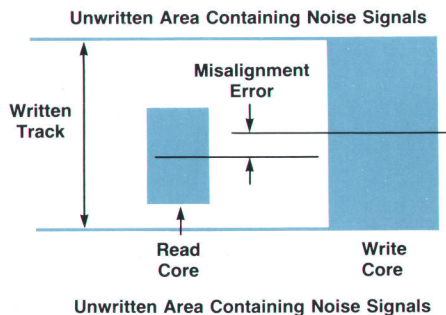 Unwritten Area Containing Noise Signals
Misalignment
Error
Written
Track
Read
Core
Write
Core
Unwritten Area Containing Noise Signals